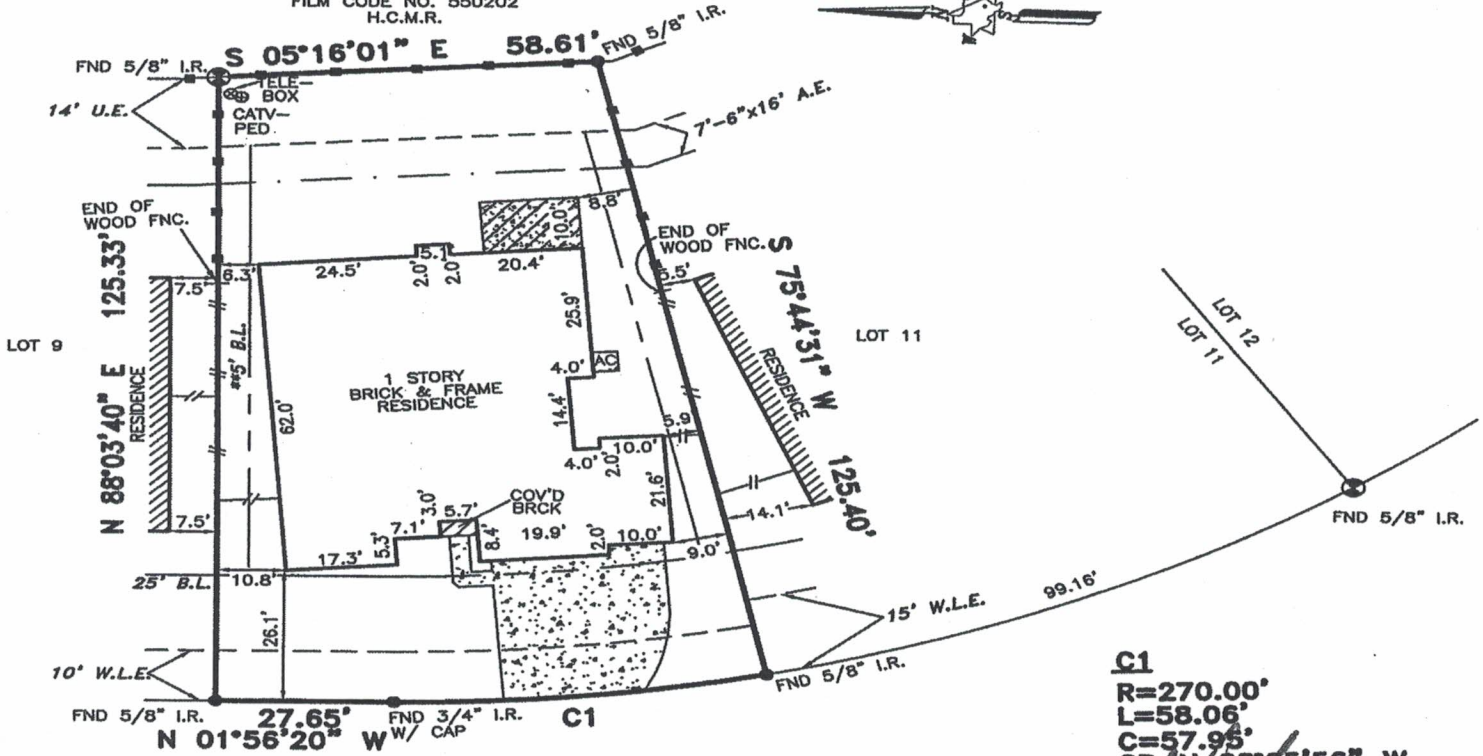 FILM CODE NO. 550202
H.C.M.R.
FND 5/8" I.R.
S 05°16'01" E 58.61'
FND 5/8" I.R.
TELE-
BOX
CATV-
PED.
14' U.E.
7'-6"x16' A.E.
END OF
WOOD FNC.
8.8'
10.0'
END OF
WOOD FNC.
6.3'
24.5'
5.1
2.0'
2.0'
20.4'
7.5'
5.5'
N 88°03'40" E 125.33'
S 75°44'31" W 125.40'
LOT 9
RESIDENCE
**5' B.L.
62.0'
1 STORY
BRICK & FRAME
RESIDENCE
25.9'
4.0'
AC
14.4'
4.0'
2.0'
10.0'
5.9
RESIDENCE
LOT 11
LOT 12
LOT 11
21.6'
COV'D
BRCK
7.5'
17.3'
5.3'
7.1'
3.0'
5.7'
8.4'
19.9'
2.0'
10.0'
9.0'
14.1'
FND 5/8" I.R.
25' B.L.
10.8'
26.1'
99.16'
15' W.L.E.
10' W.L.E.
FND 5/8" I.R.
FND 5/8" I.R.
27.65'
N 01°56'20" W
FND 3/4" I.R.
W/ CAP
C1
C1
R=270.00'
L=58.06'
C=57.95'